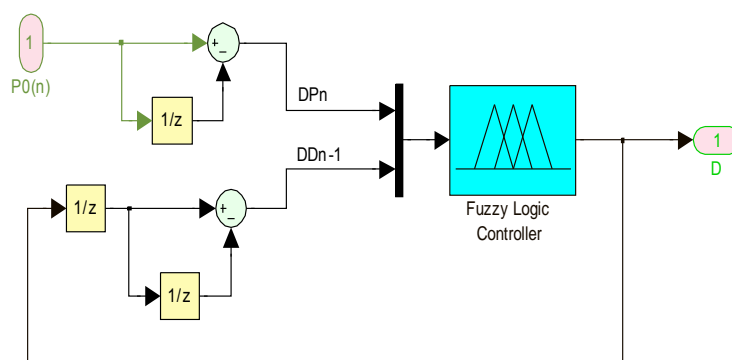 1
P0(n)
+
−
1/z
DPn
DDn-1
1/z
+
−
1/z
Fuzzy Logic
Controller
1
D